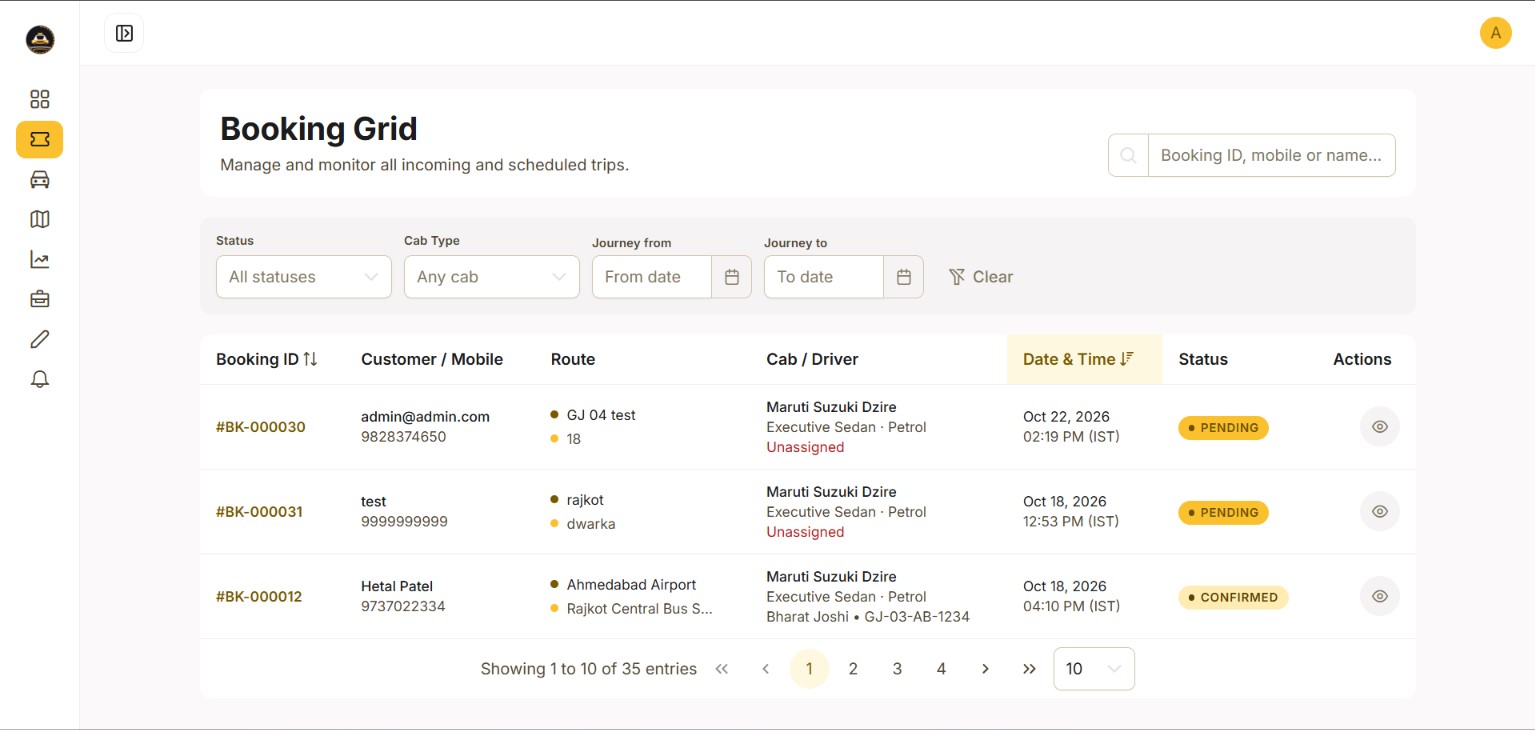 A
Booking Grid
Manage and monitor all incoming and scheduled trips.
Booking ID, mobile or name...
Status
Cab Type
Journey from
Journey to
All statuses
Any cab
From date
To date
Clear
Booking ID
Customer / Mobile
Route
Cab / Driver
Date & Time
Status
Actions
#BK-000030
admin@admin.com
9828374650
GJ 04 test
18
Maruti Suzuki Dzire
Executive Sedan · Petrol
Unassigned
Oct 22, 2026
02:19 PM (IST)
PENDING
#BK-000031
test
9999999999
rajkot
dwarka
Maruti Suzuki Dzire
Executive Sedan · Petrol
Unassigned
Oct 18, 2026
12:53 PM (IST)
PENDING
#BK-000012
Hetal Patel
9737022334
Ahmedabad Airport
Rajkot Central Bus S...
Maruti Suzuki Dzire
Executive Sedan · Petrol
Bharat Joshi • GJ-03-AB-1234
Oct 18, 2026
04:10 PM (IST)
CONFIRMED
Showing 1 to 10 of 35 entries
1
2
3
4
10